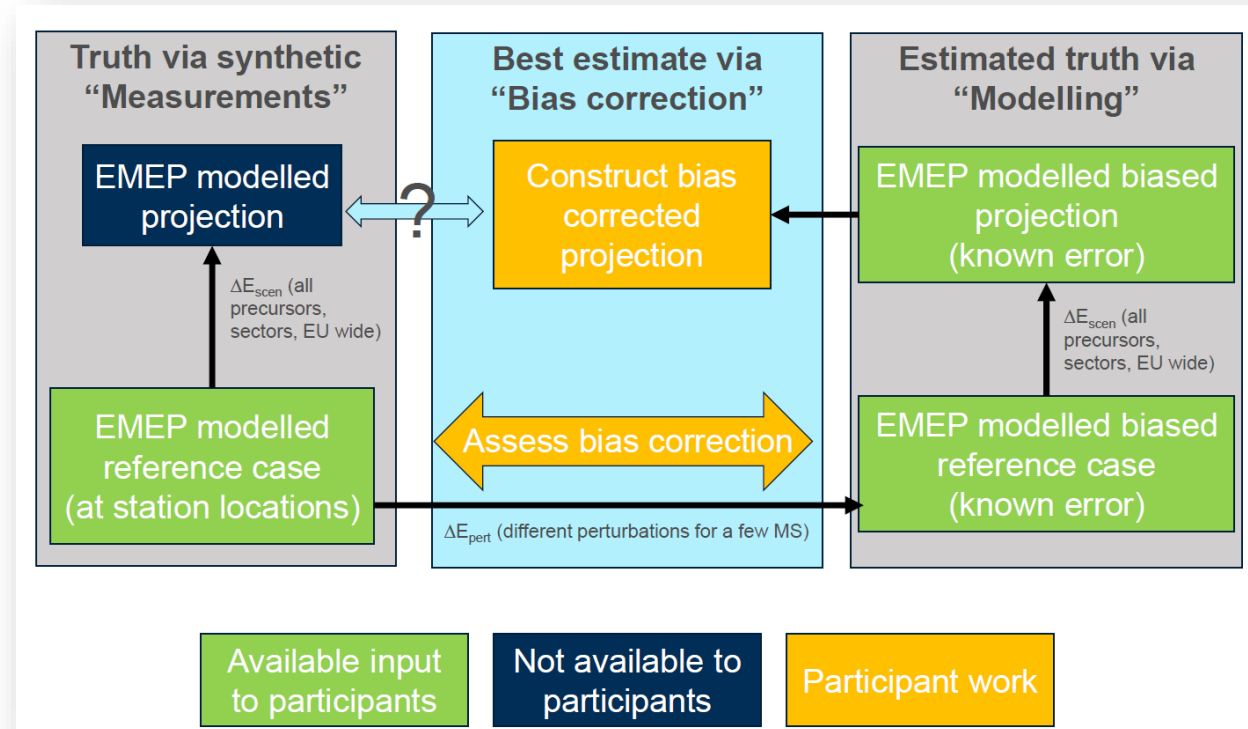 Truth via synthetic
“Measurements”
EMEP modelled
projection
ΔEscen (all
precursors,
sectors, EU wide)
EMEP modelled
reference case
(at station locations)
?
Best estimate via
“Bias correction”
Construct bias
corrected
projection
Assess bias correction
ΔEpert (different perturbations for a few MS)
Estimated truth via
“Modelling”
EMEP modelled biased
projection
(known error)
ΔEscen (all
precursors,
sectors, EU wide)
EMEP modelled biased
reference case
(known error)
Available input
to participants
Not available to
participants
Participant work